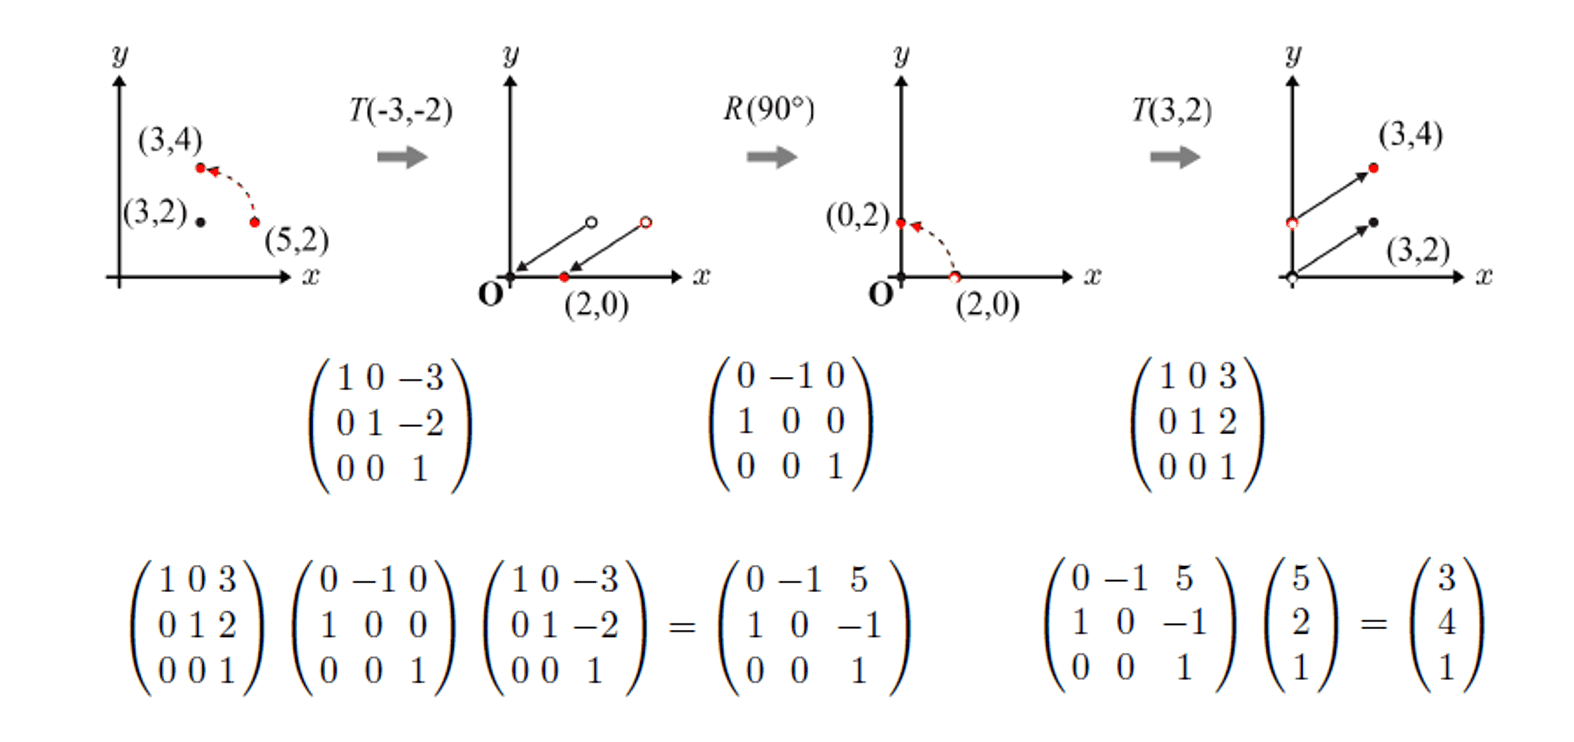 y y y y
T(-3,-2) R(90°) T(3,2)
(3,4) (3,4)
(3,2) (0,2)
(5,2) (3,2)
x x x x
O O
(2,0) (2,0)
1 0 −3 0 −1 0 1 0 3
0 1 −2 1 0 0 0 1 2
0 0 1 0 0 1 0 0 1
1 0 3 0 −1 0 1 0 −3 0 −1 5 0 −1 5 5 3
0 1 2 1 0 0 0 1 −2 = 1 0 −1 1 0 −1 2 = 4
0 0 1 0 0 1 0 0 1 0 0 1 0 0 1 1 1